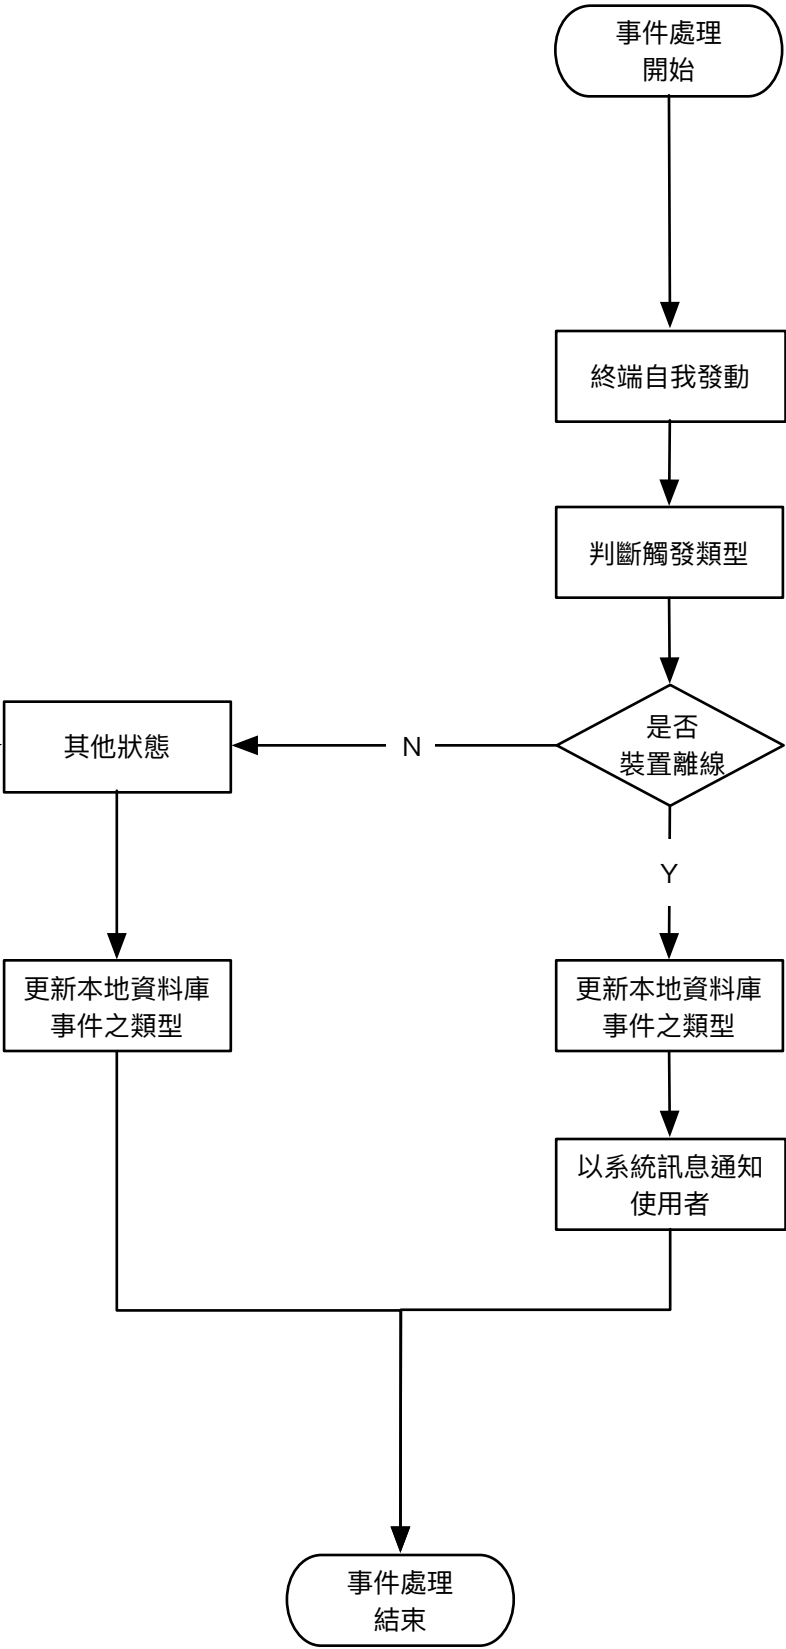 事件處理
開始
終端自我發動
判斷觸發類型
是否
裝置離線
N
其他狀態
Y
更新本地資料庫
事件之類型
更新本地資料庫
事件之類型
以系統訊息通知
使用者
事件處理
結束